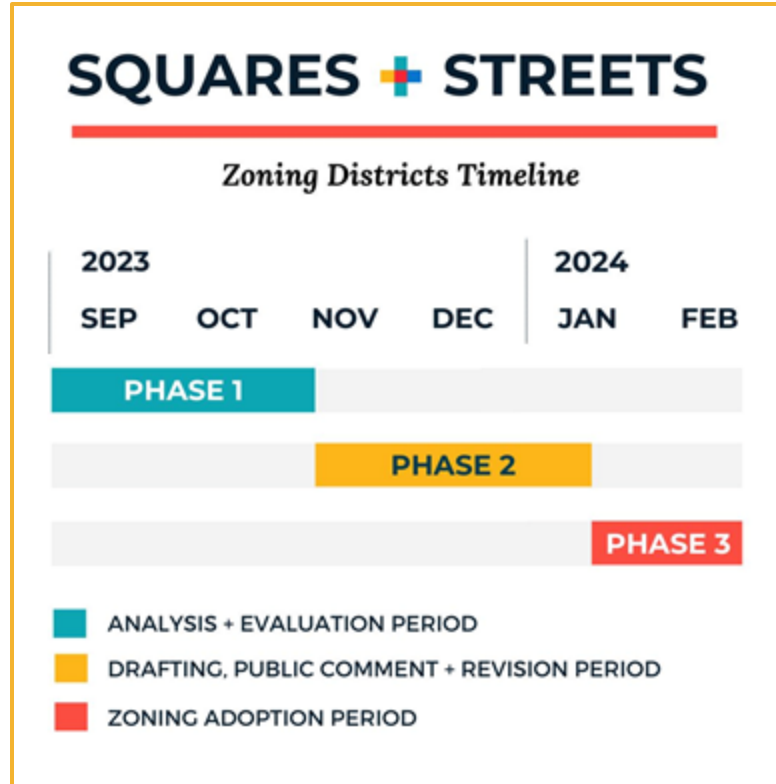 SQUARES + STREETS
Zoning Districts Timeline
2023 2024
SEP OCT NOV DEC JAN FEB
PHASE 1
PHASE 2
PHASE 3
ANALYSIS + EVALUATION PERIOD
DRAFTING, PUBLIC COMMENT + REVISION PERIOD
ZONING ADOPTION PERIOD